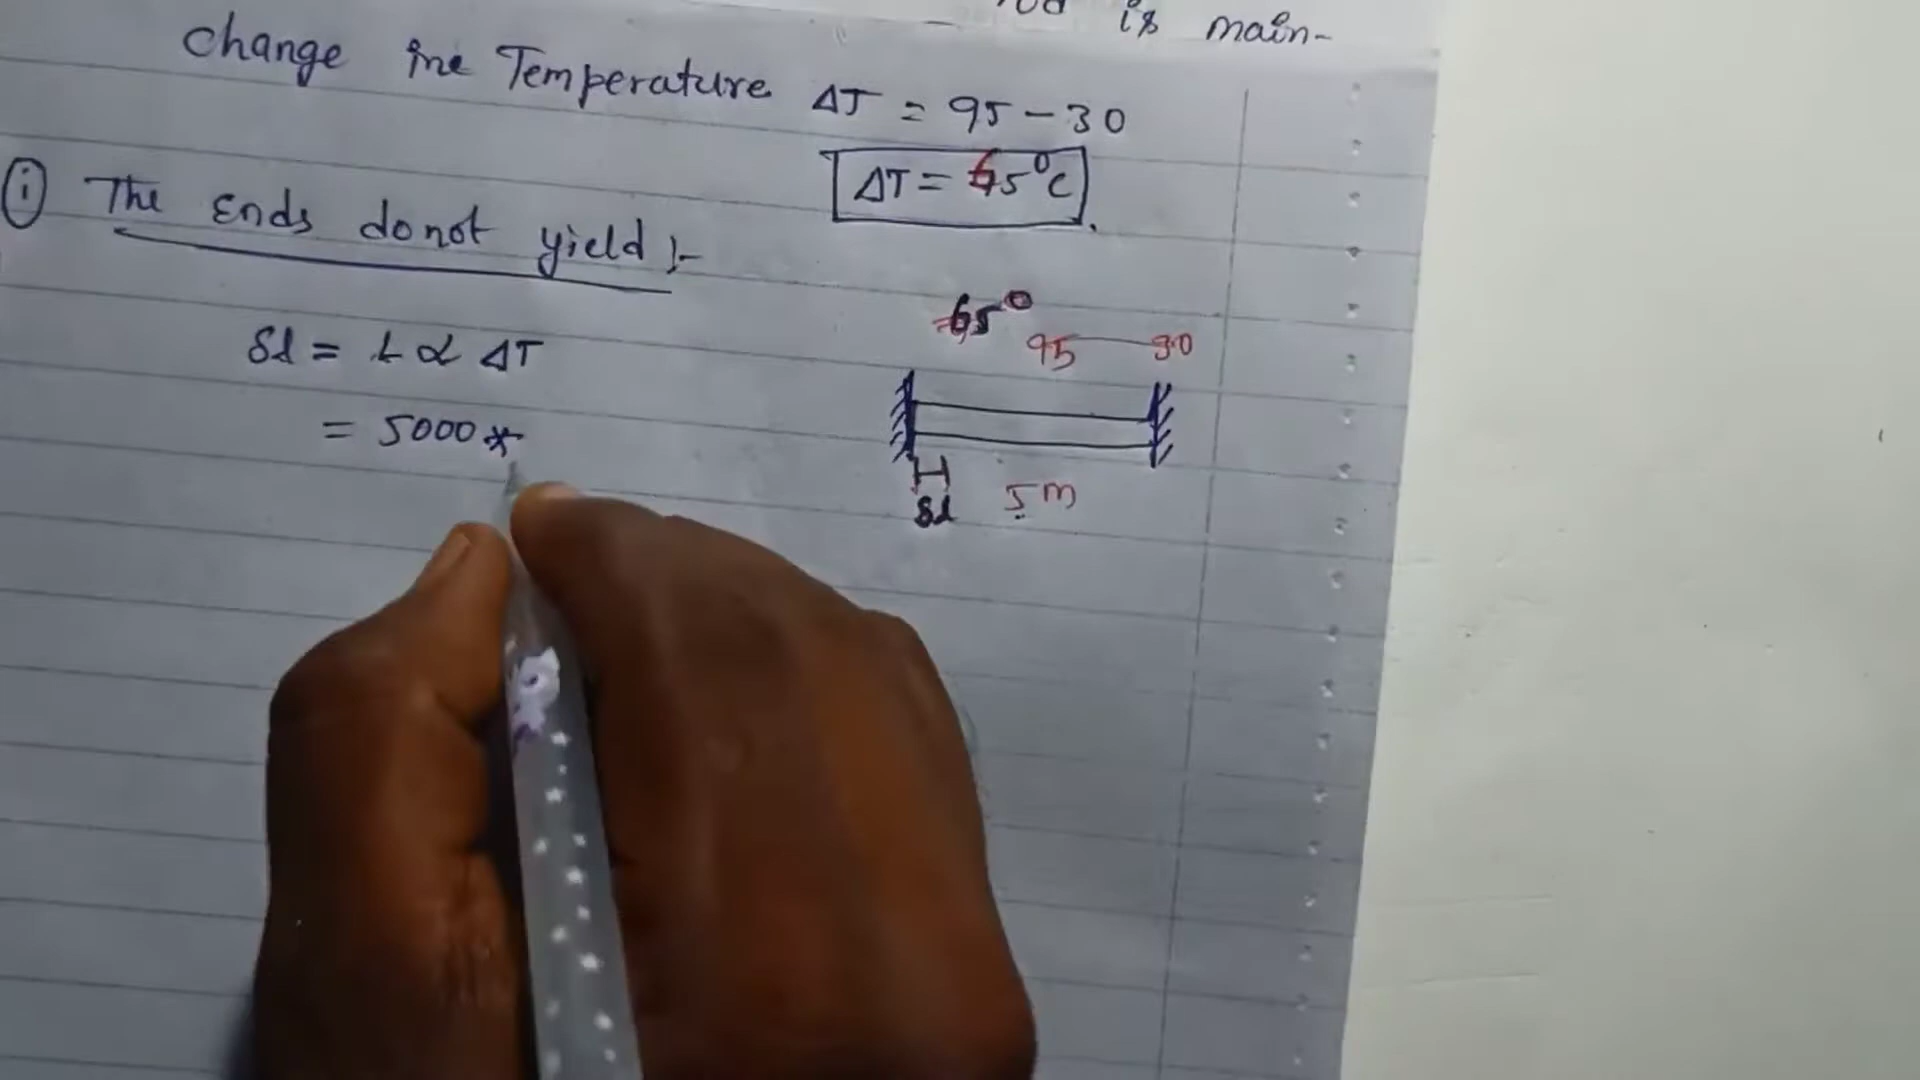 is main-
change ine Temperature ΔT = 95 - 30
ΔT = 65°C
(i) The Ends donot yield :-
δl = L α ΔT
= 5000 *
65°
95 30
δl 5m